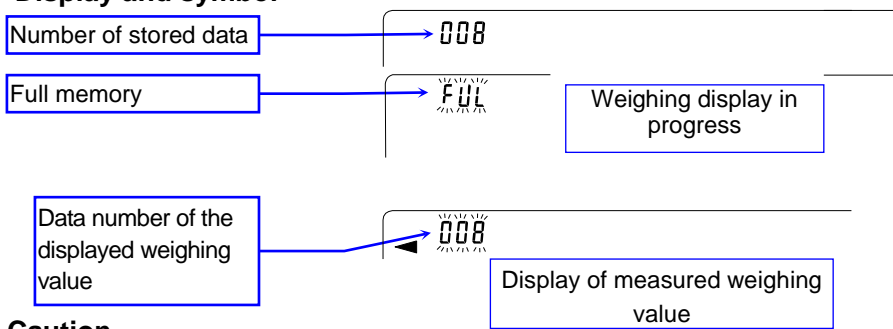 Display and symbol
Number of stored data
008
Full memory
FUL
Weighing display in
progress
Data number of the
displayed weighing
value
008
Display of measured weighing
value
Caution